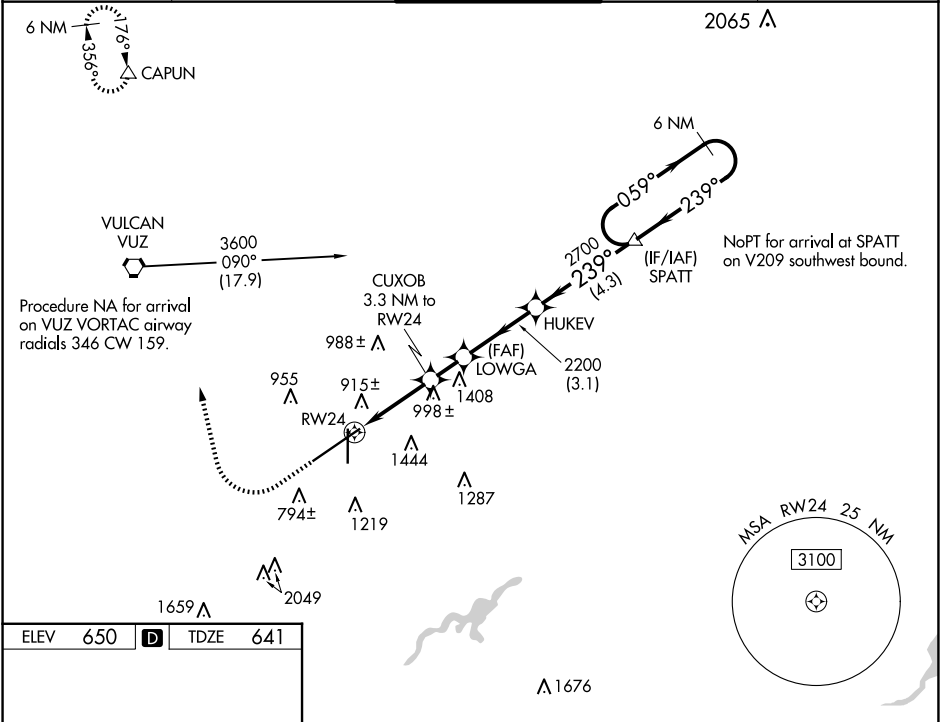 2065
6 NM
176°
356°
CAPUN
6 NM
059°
239°
VULCAN
VUZ
3600
090°
(17.9)
2700
239°
(4.3)
(IF/IAF)
SPATT
NoPT for arrival at SPATT
on V209 southwest bound.
Procedure NA for arrival
on VUZ VORTAC airway
radials 346 CW 159.
CUXOB
3.3 NM to
RW24
HUKEV
988±
(FAF)
LOWGA
2200
(3.1)
955
915±
1408
998±
RW24
1444
1287
794±
1219
MSA RW24 25 NM
3100
2049
1659
ELEV 650 D TDZE 641
1676